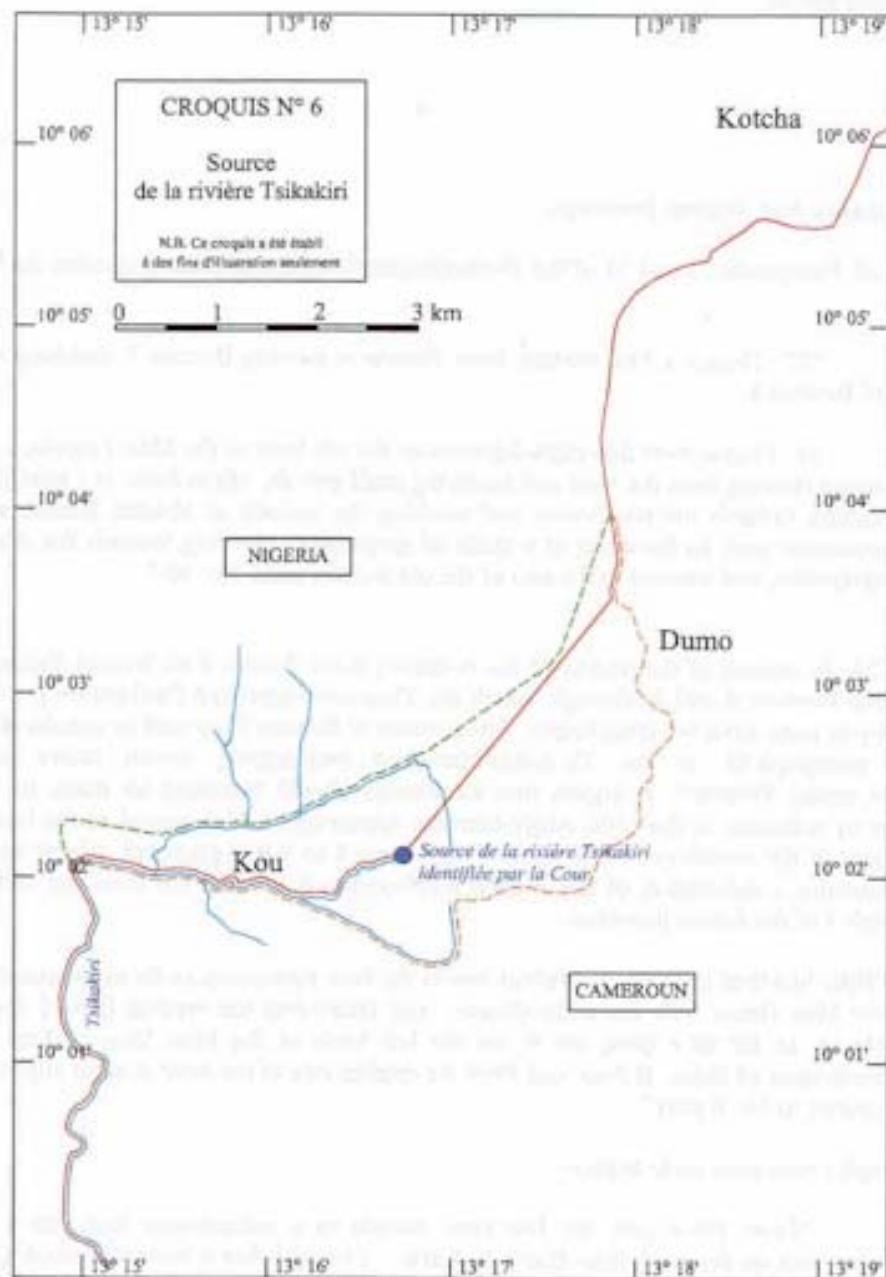 13° 15'
13° 16'
13° 17'
13° 18'
13° 19'
CROQUIS N° 6
Source
de la rivière Tsikakiri
N.B. Ce croquis a été établi
à des fins d'illustration seulement
Kotcha
10° 06'
10° 06'
0 1 2 3 km
10° 05'
10° 05'
10° 04'
10° 04'
NIGERIA
Dumo
10° 03'
10° 03'
Kou
Source de la rivière Tsikakiri
identifiée par la Cour
10° 02'
10° 02'
CAMEROUN
Tsikakiri
10° 01'
10° 01'
13° 15'
13° 16'
13° 17'
13° 18'
13° 19'